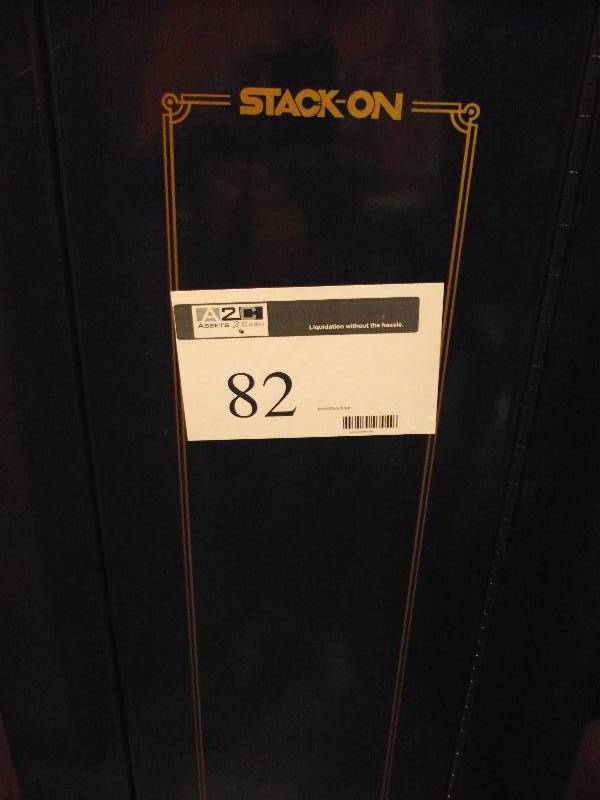 STACK-ON
A2C
ASSETS 2 CASH
Liquidation without the hassle.
82